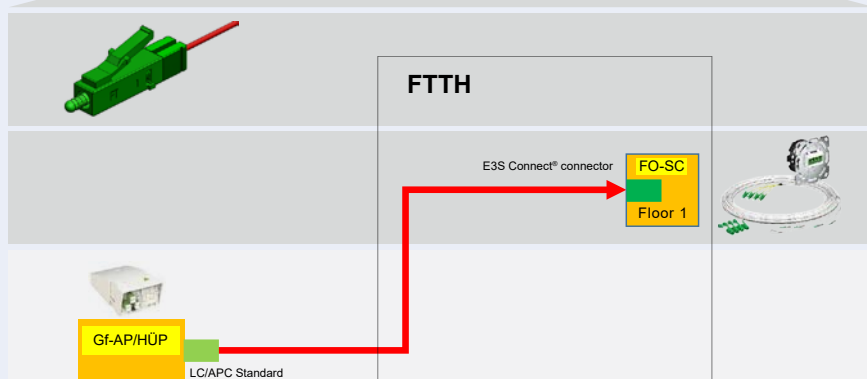 FTTH
E3S Connect® connector
FO-SC
Floor 1
Gf-AP/HÜP
LC/APC Standard